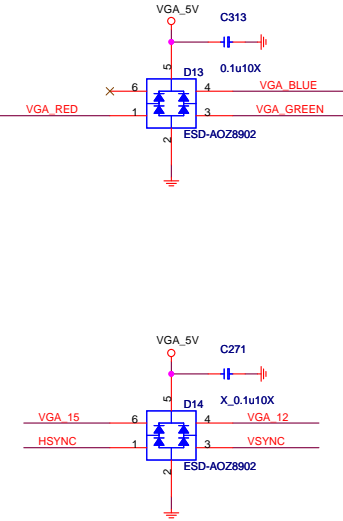 VGA_5V
C313
0.1u10X
5
D13
6
4
VGA_BLUE
VGA_RED
1
3
VGA_GREEN
2
ESD-AOZ8902
VGA_5V
C271
X_0.1u10X
5
D14
VGA_15
6
4
VGA_12
HSYNC
1
3
VSYNC
2
ESD-AOZ8902